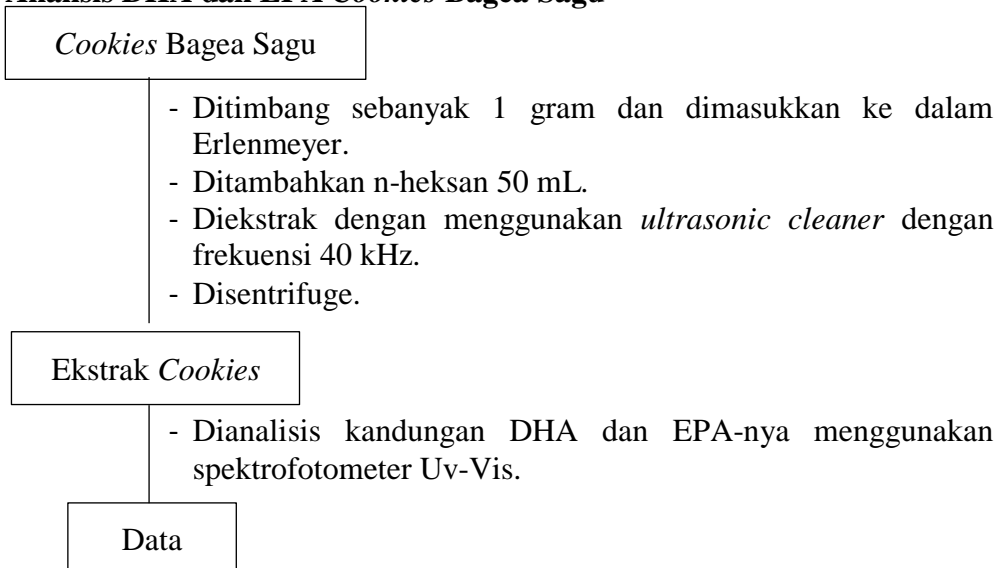 Analisis DHA dan EPA Cookies Bagea Sagu
Cookies Bagea Sagu
- Ditimbang sebanyak 1 gram dan dimasukkan ke dalam
Erlenmeyer.
- Ditambahkan n-heksan 50 mL.
- Diekstrak dengan menggunakan ultrasonic cleaner dengan
frekuensi 40 kHz.
- Disentrifuge.
Ekstrak Cookies
- Dianalisis kandungan DHA dan EPA-nya menggunakan
spektrofotometer Uv-Vis.
Data